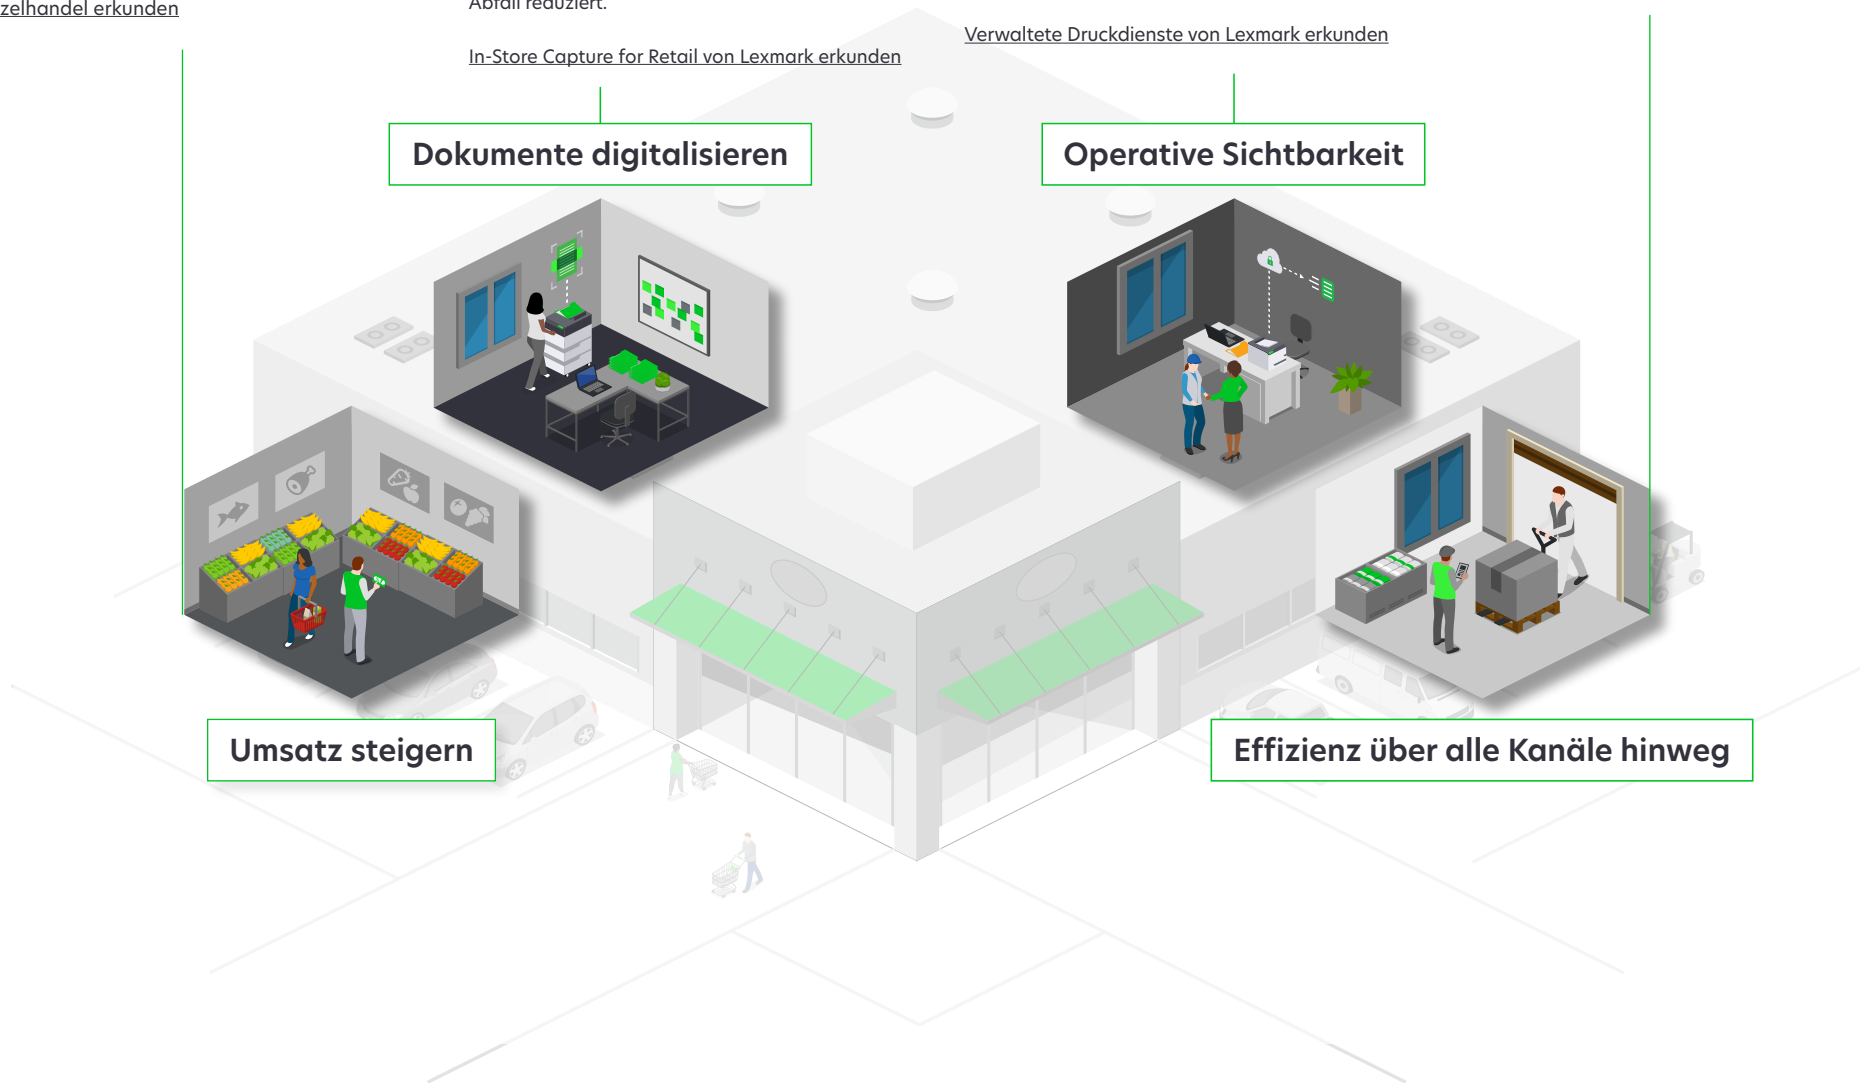 zelhandel erkunden
Abfall reduziert.
In-Store Capture for Retail von Lexmark erkunden
Verwaltete Druckdienste von Lexmark erkunden
Dokumente digitalisieren
Operative Sichtbarkeit
Umsatz steigern
Effizienz über alle Kanäle hinweg